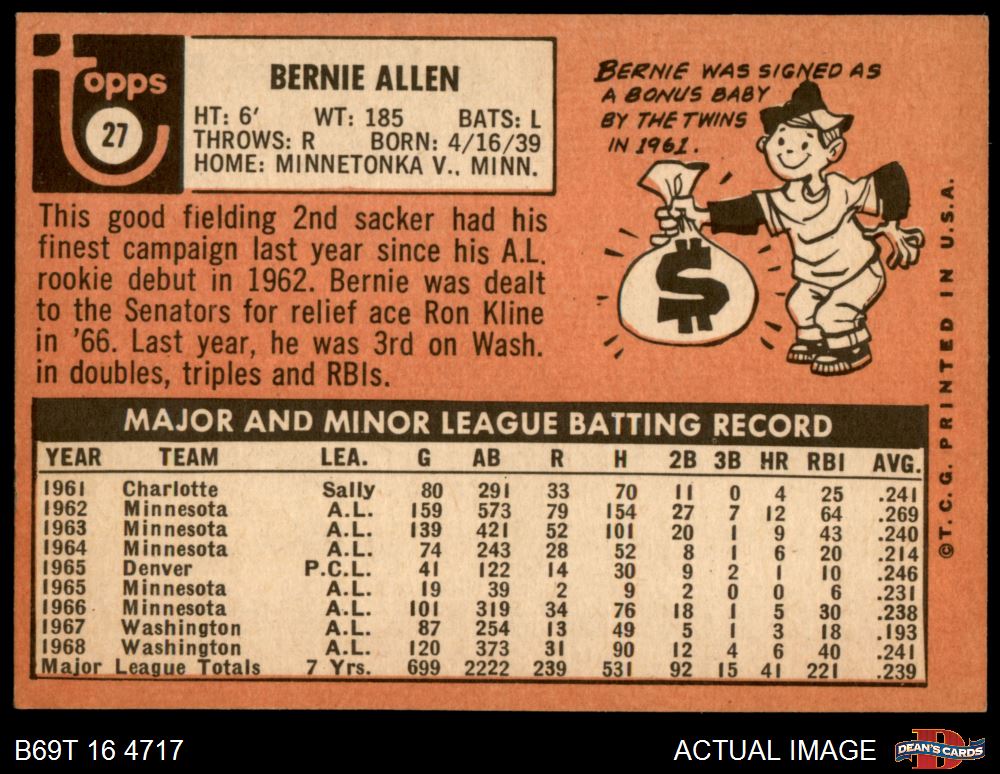 Topps
27
BERNIE ALLEN
HT: 6' WT: 185 BATS: L
THROWS: R BORN: 4/16/39
HOME: MINNETONKA V., MINN.
This good fielding 2nd sacker had his
finest campaign last year since his A.L.
rookie debut in 1962. Bernie was dealt
to the Senators for relief ace Ron Kline
in '66. Last year, he was 3rd on Wash.
in doubles, triples and RBIs.
BERNIE WAS SIGNED AS
A BONUS BABY
BY THE TWINS
IN 1961.
$
©T.C.G. PRINTED IN U.S.A.
MAJOR AND MINOR LEAGUE BATTING RECORD
YEAR TEAM LEA. G AB R H 2B 3B HR RBI AVG.
1961 Charlotte Sally 80 291 33 70 11 0 4 25 .241
1962 Minnesota A.L. 159 573 79 154 27 7 12 64 .269
1963 Minnesota A.L. 139 421 52 101 20 1 9 43 .240
1964 Minnesota A.L. 74 243 28 52 8 1 6 20 .214
1965 Denver P.C.L. 41 122 14 30 9 2 1 10 .246
1965 Minnesota A.L. 19 39 2 9 2 0 0 6 .231
1966 Minnesota A.L. 101 319 34 76 18 1 5 30 .238
1967 Washington A.L. 87 254 13 49 5 1 3 18 .193
1968 Washington A.L. 120 373 31 90 12 4 6 40 .241
Major League Totals 7 Yrs. 699 2222 239 531 92 15 41 221 .239
B69T 16 4717
ACTUAL IMAGE
DEAN'S CARDS